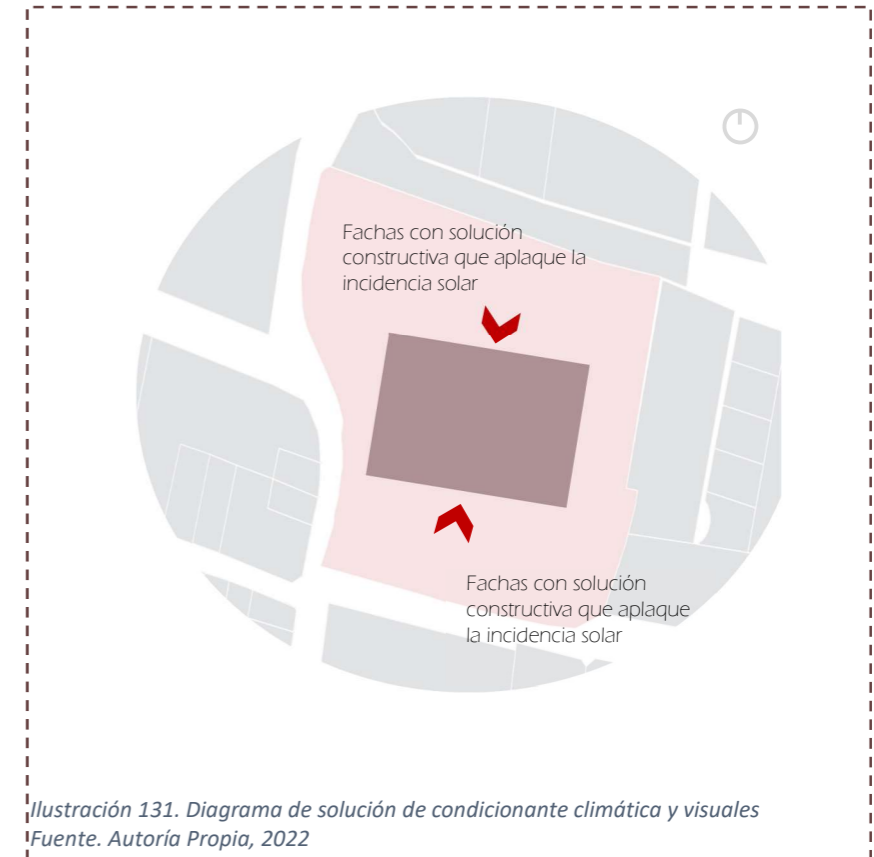 Fachas con solución
constructiva que aplaque la
incidencia solar
Fachas con solución
constructiva que aplaque
la incidencia solar
Ilustración 131. Diagrama de solución de condicionante climática y visuales
Fuente. Autoría Propia, 2022